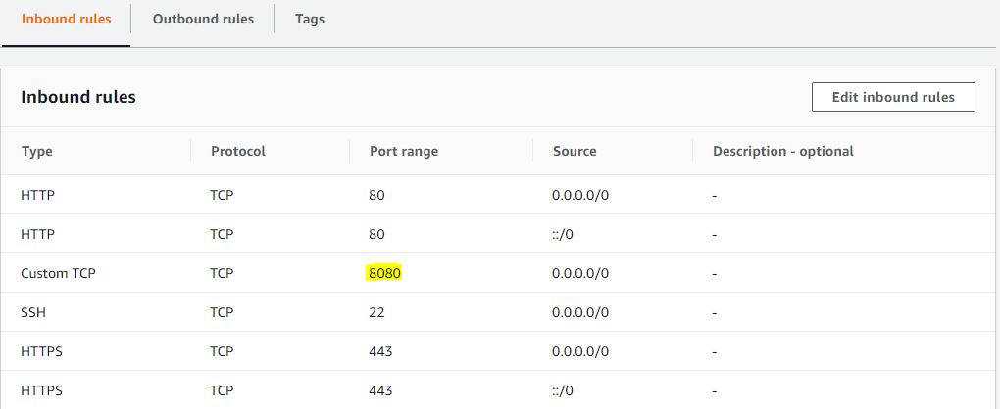 Inbound rules Outbound rules Tags
Inbound rules Edit inbound rules
Type Protocol Port range Source Description - optional
HTTP TCP 80 0.0.0.0/0 -
HTTP TCP 80 ::/0 -
Custom TCP TCP 8080 0.0.0.0/0 -
SSH TCP 22 0.0.0.0/0 -
HTTPS TCP 443 0.0.0.0/0 -
HTTPS TCP 443 ::/0 -